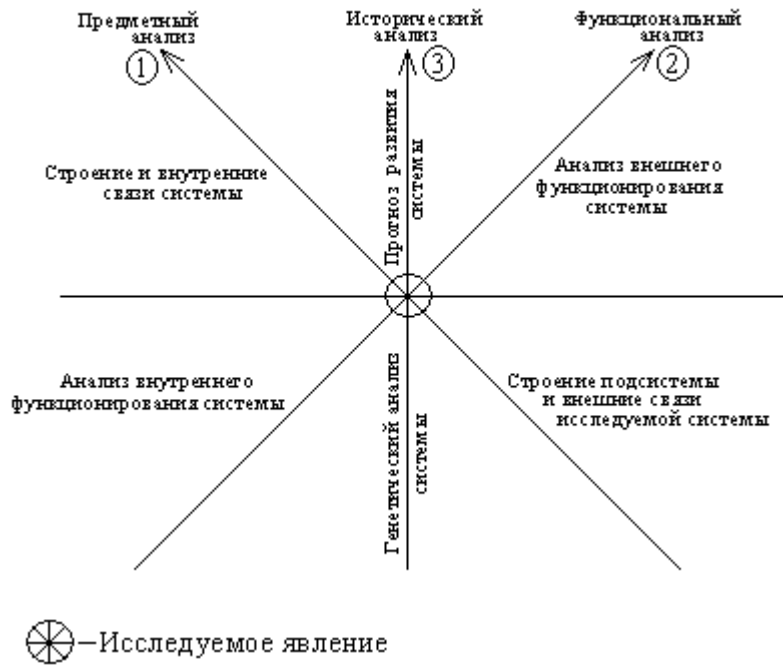 Предметный
анализ
1
Исторический
анализ
3
Функциональный
анализ
2
Строение и внутренние
связи системы
Прогноз развития
системы
Анализ внешнего
функционирования
системы
Анализ внутреннего
функционирования системы
Генетический анализ
системы
Строение подсистемы
и внешние связи
исследуемой системы
–Исследуемое явление